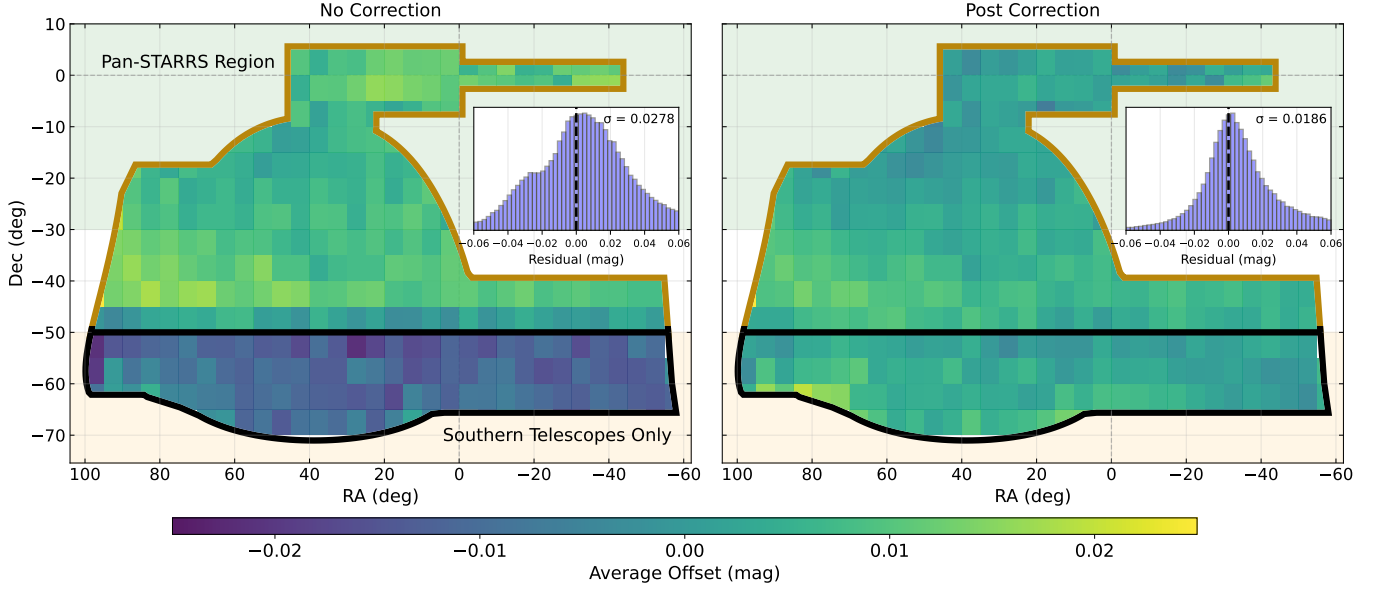 No Correction
Post Correction
10
0
−10
−20
−30
−40
−50
−60
−70
Dec (deg)
Pan-STARRS Region
σ = 0.0278
−0.06 −0.04 −0.02 0.00 0.02 0.04 0.06
Residual (mag)
Southern Telescopes Only
100 80 60 40 20 0 −20 −40 −60
RA (deg)
σ = 0.0186
−0.06 −0.04 −0.02 0.00 0.02 0.04 0.06
Residual (mag)
100 80 60 40 20 0 −20 −40 −60
RA (deg)
−0.02 −0.01 0.00 0.01 0.02
Average Offset (mag)